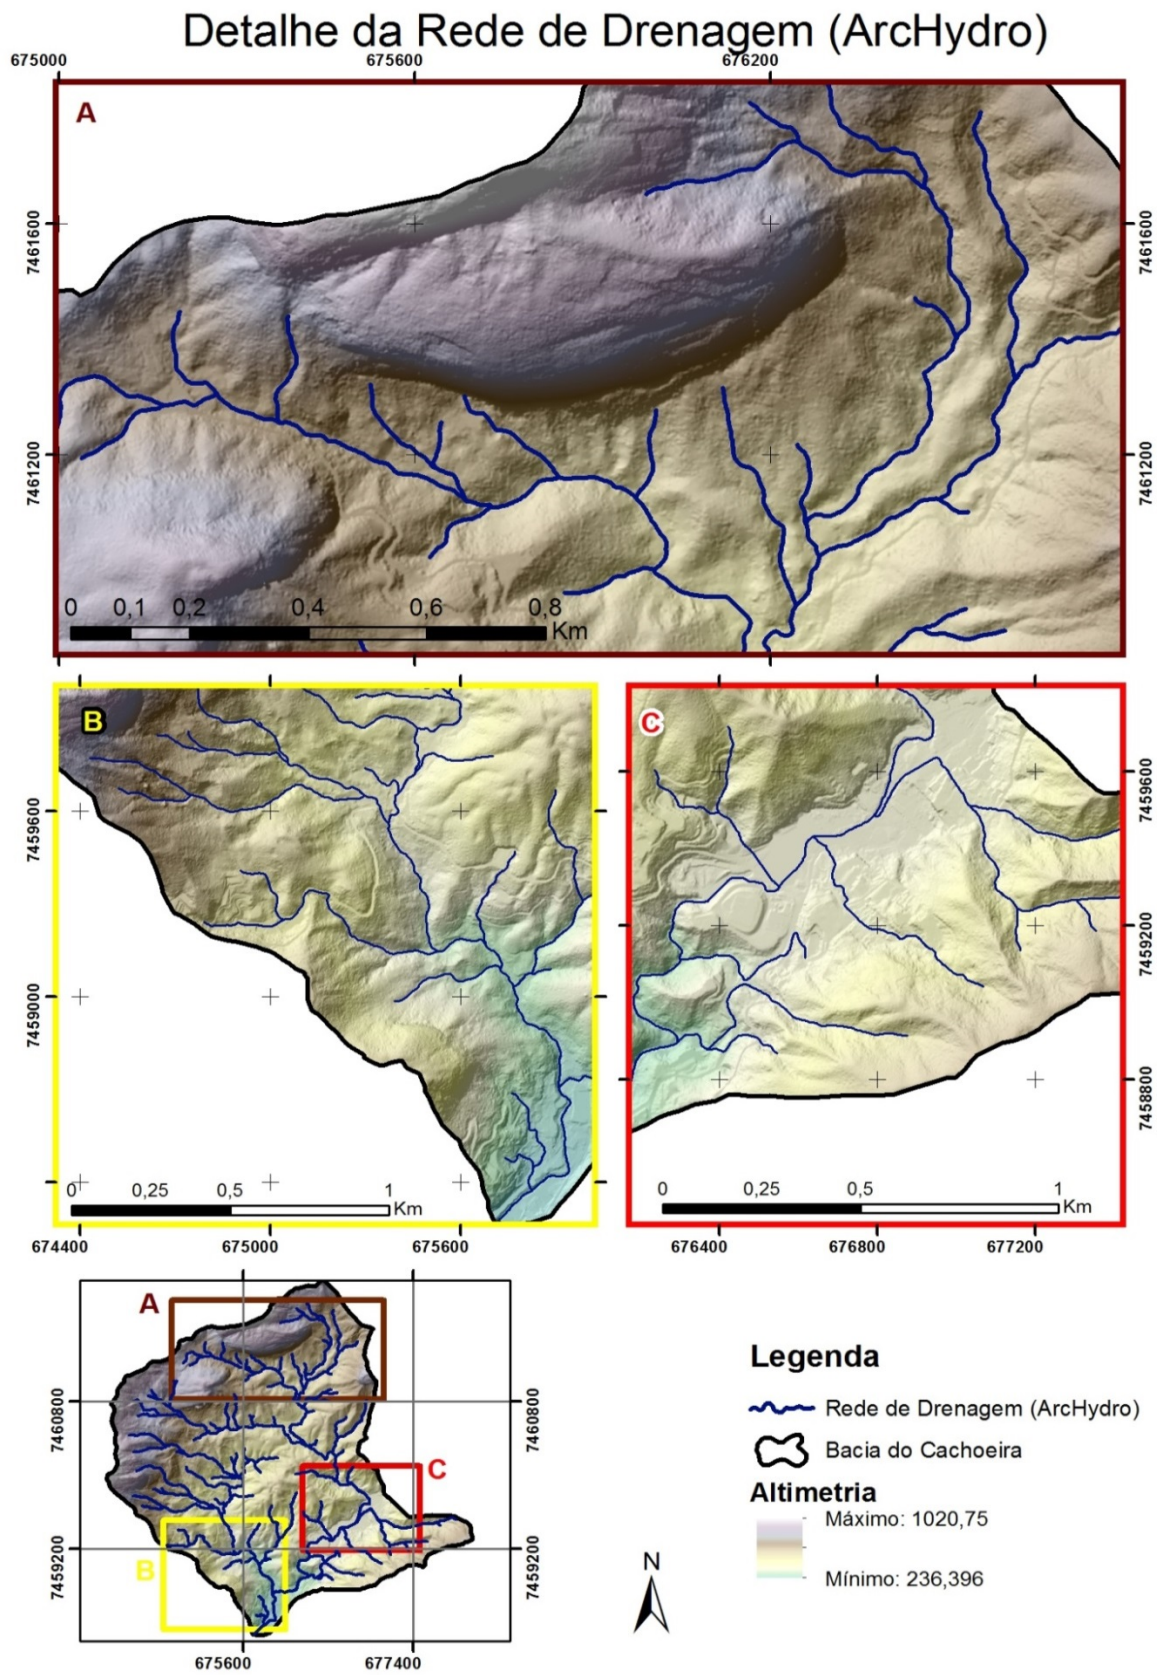 Detalhe da Rede de Drenagem (ArcHydro)
675000 675600 676200
A
7461600 7461600
7461200 7461200
0 0,1 0,2 0,4 0,6 0,8
Km
B
C
7459600 7459600
7459200
7459000
7458800
0 0,25 0,5 1
Km
0 0,25 0,5 1
Km
674400 675000 675600
676400 676800 677200
A
7460800 7460800
C
7459200 7459200
B
675600 677400
Legenda
Rede de Drenagem (ArcHydro)
Bacia do Cachoeira
Altimetria
Máximo: 1020,75
Mínimo: 236,396
N